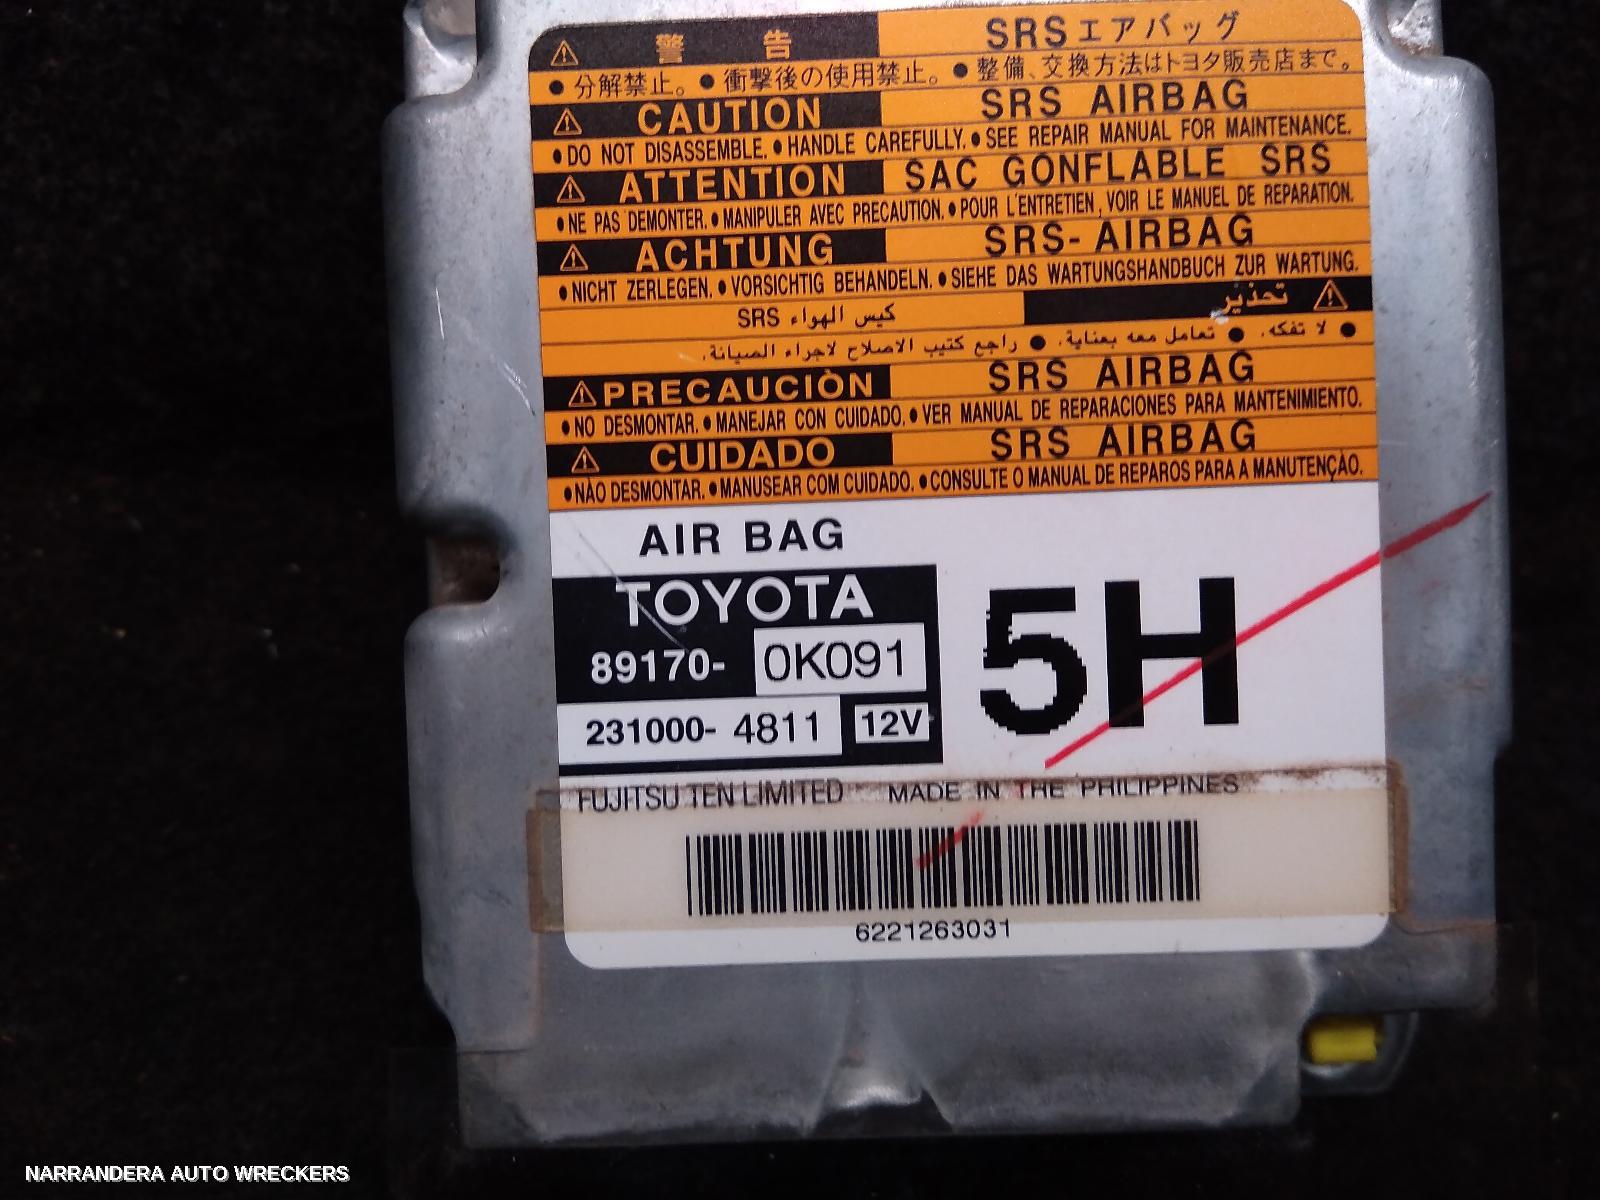 警 告 SRSエアバッグ
●分解禁止。●衝撃後の使用禁止。●整備、交換方法はトヨタ販売店まで。
CAUTION SRS AIRBAG
●DO NOT DISASSEMBLE. ●HANDLE CAREFULLY. ●SEE REPAIR MANUAL FOR MAINTENANCE.
ATTENTION SAC GONFLABLE SRS
●NE PAS DEMONTER. ●MANIPULER AVEC PRECAUTION. ●POUR L'ENTRETIEN, VOIR LE MANUEL DE REPARATION.
ACHTUNG SRS-AIRBAG
●NICHT ZERLEGEN. ●VORSICHTIG BEHANDELN. ●SIEHE DAS WARTUNGSHANDBUCH ZUR WARTUNG.
تحذير كيس الهواء SRS
● لا تفكه. ● تعامل معه بعناية. ● راجع كتيب الاصلاح لاجراء الصيانة.
PRECAUCIÒN SRS AIRBAG
●NO DESMONTAR. ●MANEJAR CON CUIDADO. ●VER MANUAL DE REPARACIONES PARA MANTENIMIENTO.
CUIDADO SRS AIRBAG
●NÃO DESMONTAR. ●MANUSEAR COM CUIDADO. ●CONSULTE O MANUAL DE REPAROS PARA A MANUTENÇÃO.
AIR BAG
TOYOTA
89170- 0K091
5H
231000- 4811 12V
FUJITSU TEN LIMITED MADE IN THE PHILIPPINES
6221263031
NARRANDERA AUTO WRECKERS